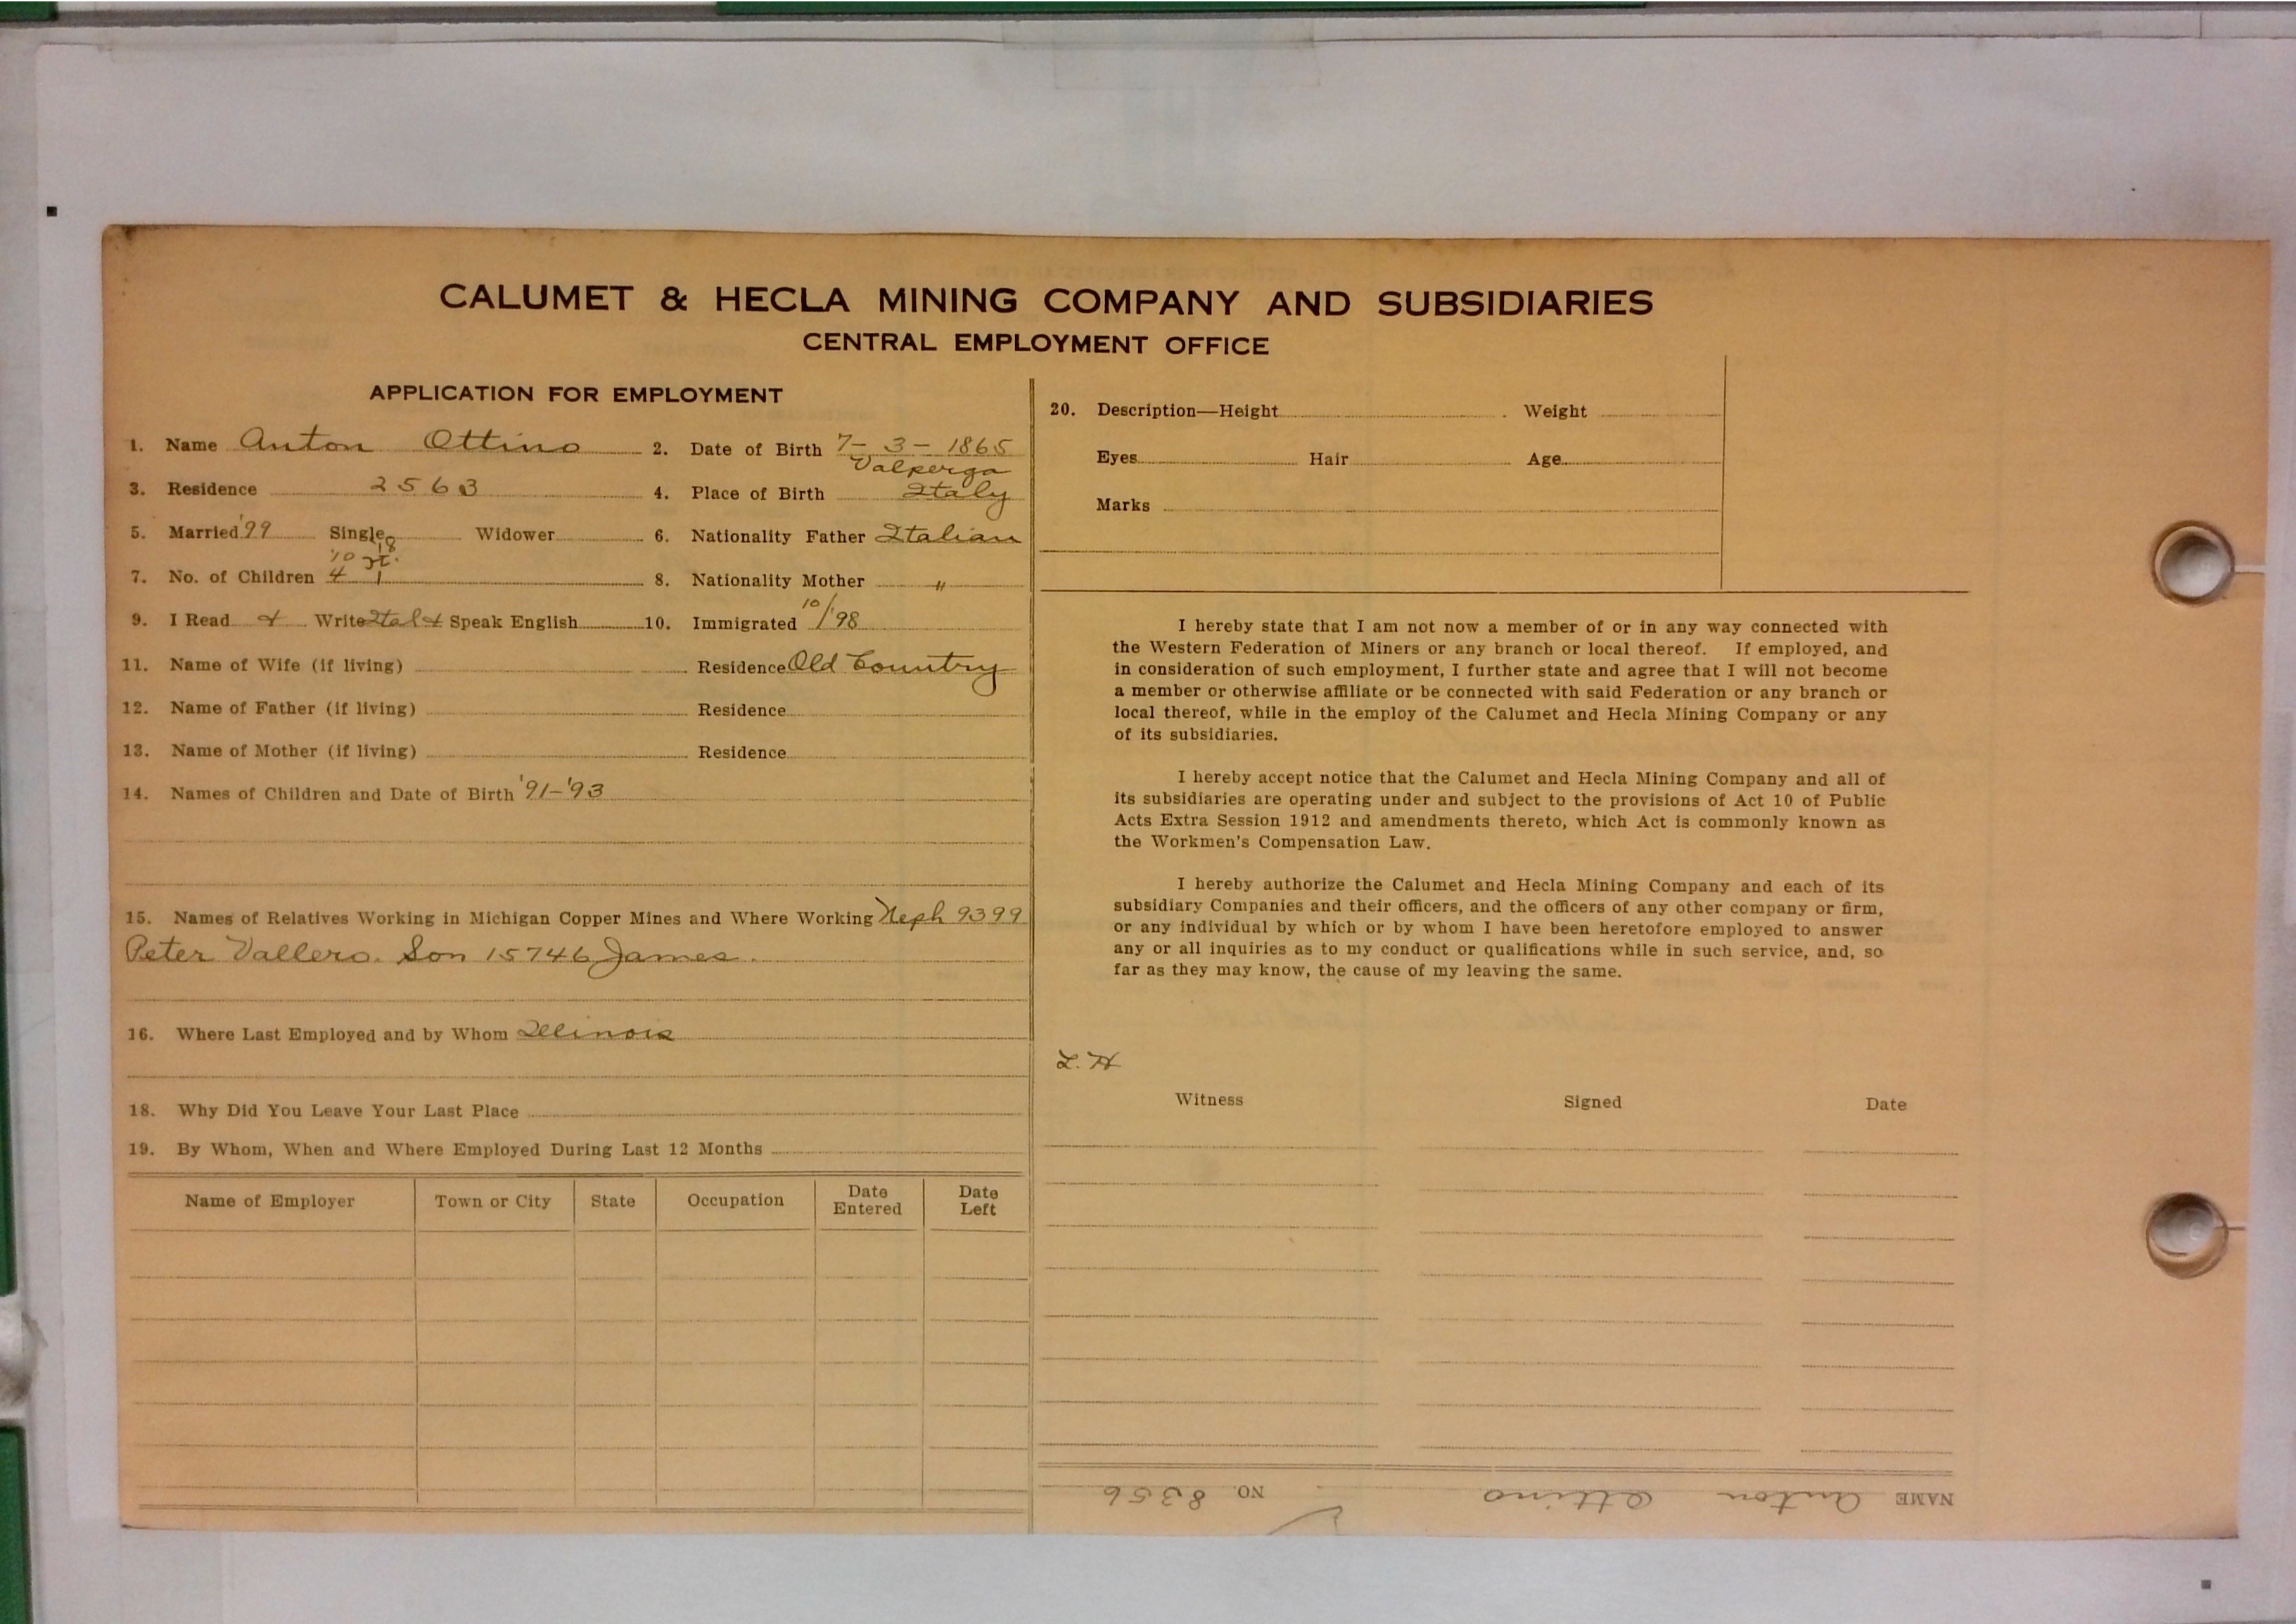 CALUMET & HECLA MINING COMPANY AND SUBSIDIARIES
CENTRAL EMPLOYMENT OFFICE
APPLICATION FOR EMPLOYMENT
1. Name Anton Ottino 2. Date of Birth 7-3-1865
Valperga
3. Residence 2563 4. Place of Birth Italy
5. Married '99 Single Widower 6. Nationality Father Italian
'10
7. No. of Children 4 8. Nationality Mother "
9. I Read & Write Ital & Speak English 10. Immigrated 10/'98
11. Name of Wife (if living) Residence Old Country
12. Name of Father (if living) Residence
13. Name of Mother (if living) Residence
14. Names of Children and Date of Birth '91-'93
15. Names of Relatives Working in Michigan Copper Mines and Where Working Neph 9399
Peter Vallero. Son 15746 James.
16. Where Last Employed and by Whom Illinois
18. Why Did You Leave Your Last Place
19. By Whom, When and Where Employed During Last 12 Months
Name of Employer Town or City State Occupation Date Entered Date Left
20. Description—Height Weight
Eyes Hair Age
Marks
I hereby state that I am not now a member of or in any way connected with
the Western Federation of Miners or any branch or local thereof. If employed, and
in consideration of such employment, I further state and agree that I will not become
a member or otherwise affiliate or be connected with said Federation or any branch or
local thereof, while in the employ of the Calumet and Hecla Mining Company or any
of its subsidiaries.
I hereby accept notice that the Calumet and Hecla Mining Company and all of
its subsidiaries are operating under and subject to the provisions of Act 10 of Public
Acts Extra Session 1912 and amendments thereto, which Act is commonly known as
the Workmen's Compensation Law.
I hereby authorize the Calumet and Hecla Mining Company and each of its
subsidiary Companies and their officers, and the officers of any other company or firm,
or any individual by which or by whom I have been heretofore employed to answer
any or all inquiries as to my conduct or qualifications while in such service, and, so
far as they may know, the cause of my leaving the same.
L.H
Witness Signed Date
NAME Anton Ottino NO. 8356